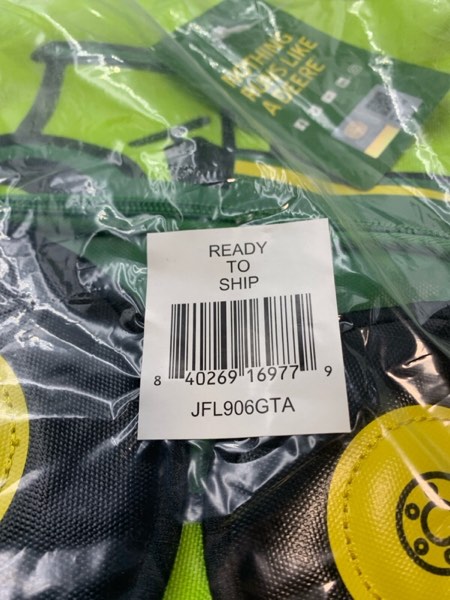 NOTHING
RUNS LIKE
A DEERE
READY
TO
SHIP
8 40269 16977 9
JFL906GTA